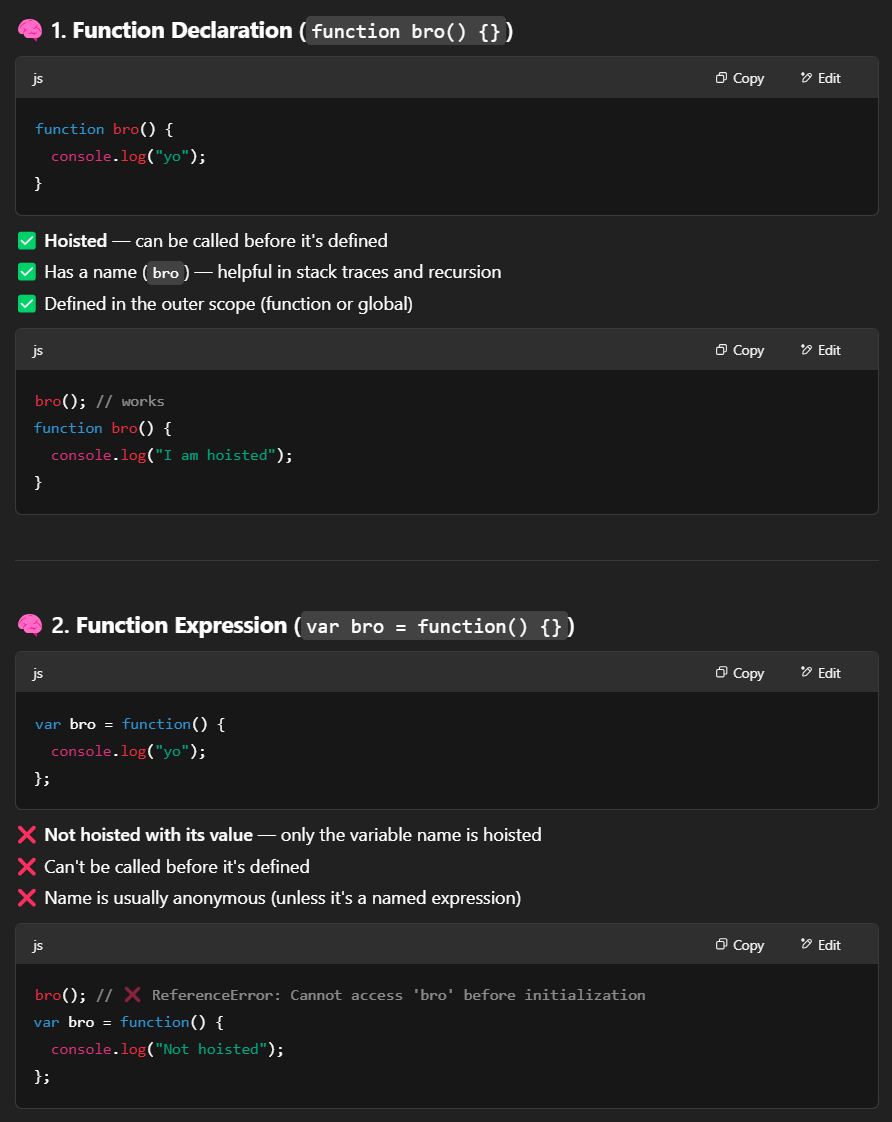 🧠 1. Function Declaration (function bro() {})
js Copy Edit
function bro() {
  console.log("yo");
}
✅ Hoisted — can be called before it's defined
✅ Has a name (bro) — helpful in stack traces and recursion
✅ Defined in the outer scope (function or global)
js Copy Edit
bro(); // works
function bro() {
  console.log("I am hoisted");
}
🧠 2. Function Expression (var bro = function() {})
js Copy Edit
var bro = function() {
  console.log("yo");
};
❌ Not hoisted with its value — only the variable name is hoisted
❌ Can't be called before it's defined
❌ Name is usually anonymous (unless it's a named expression)
js Copy Edit
bro(); // ❌ ReferenceError: Cannot access 'bro' before initialization
var bro = function() {
  console.log("Not hoisted");
};